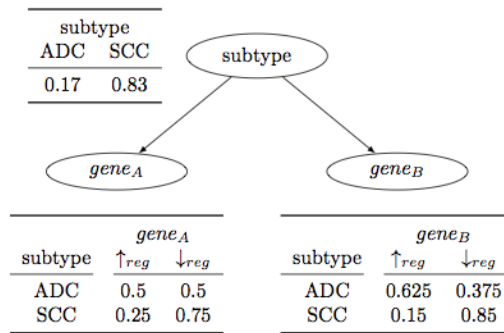 subtype
ADC SCC
0.17 0.83
subtype
gene_A
gene_B
gene_A
subtype ↑reg ↓reg
ADC 0.5 0.5
SCC 0.25 0.75
gene_B
subtype ↑reg ↓reg
ADC 0.625 0.375
SCC 0.15 0.85